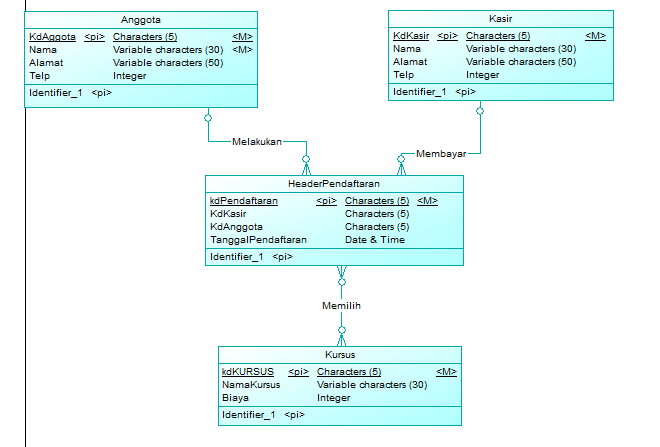 Anggota
KdAggota <pi> Characters (5) <M>
Nama Variable characters (30) <M>
Alamat Variable characters (50)
Telp Integer
Identifier_1 <pi>
Kasir
KdKasir <pi> Characters (5) <M>
Nama Variable characters (30)
Alamat Variable characters (50)
Telp Integer
Identifier_1 <pi>
Melakukan
Membayar
HeaderPendaftaran
kdPendaftaran <pi> Characters (5) <M>
KdKasir Characters (5)
KdAnggota Characters (5)
TanggalPendaftaran Date & Time
Identifier_1 <pi>
Memilih
Kursus
kdKURSUS <pi> Characters (5) <M>
NamaKursus Variable characters (30)
Biaya Integer
Identifier_1 <pi>